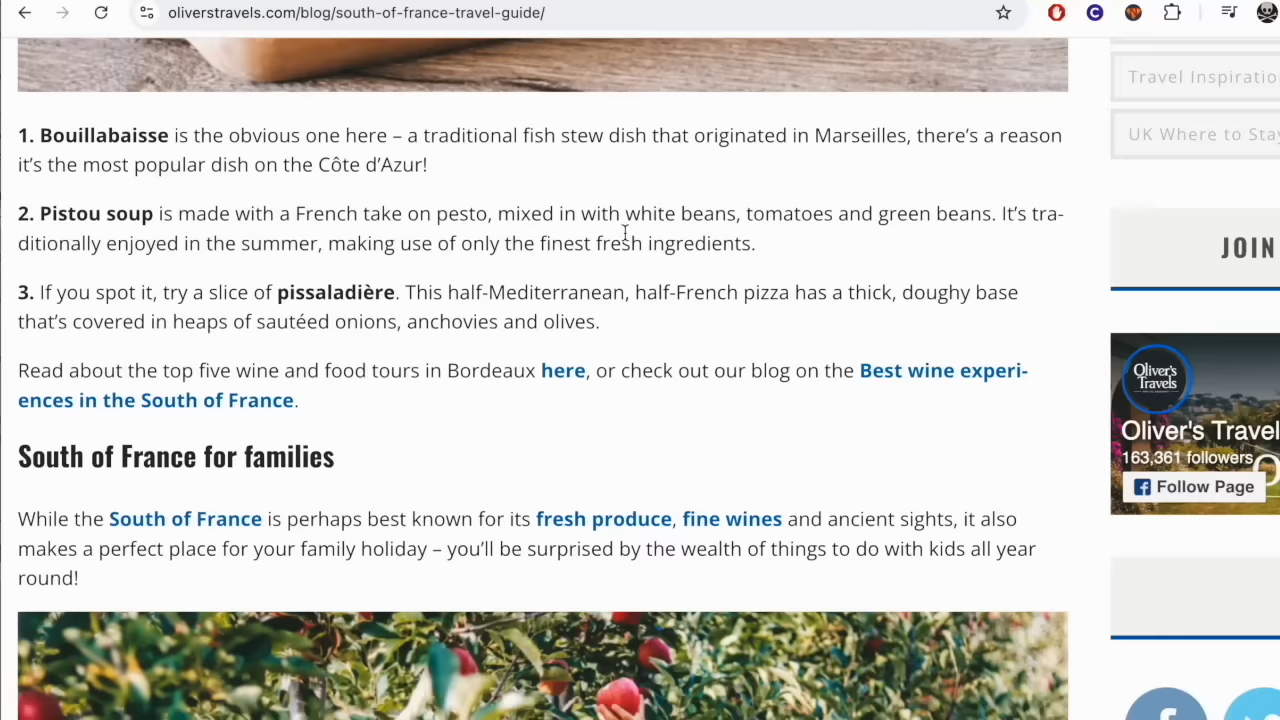 oliverstravels.com/blog/south-of-france-travel-guide/
Travel Inspiratio
UK Where to Stay
1. Bouillabaisse is the obvious one here – a traditional fish stew dish that originated in Marseilles, there's a reason
it's the most popular dish on the Côte d'Azur!
2. Pistou soup is made with a French take on pesto, mixed in with white beans, tomatoes and green beans. It's tra-
ditionally enjoyed in the summer, making use of only the finest fresh ingredients.
3. If you spot it, try a slice of pissaladière. This half-Mediterranean, half-French pizza has a thick, doughy base
that's covered in heaps of sautéed onions, anchovies and olives.
Read about the top five wine and food tours in Bordeaux here, or check out our blog on the Best wine experi-
ences in the South of France.
South of France for families
While the South of France is perhaps best known for its fresh produce, fine wines and ancient sights, it also
makes a perfect place for your family holiday – you'll be surprised by the wealth of things to do with kids all year
round!
JOIN
Oliver's
Travels
Oliver's Travel
163,361 followers
Follow Page